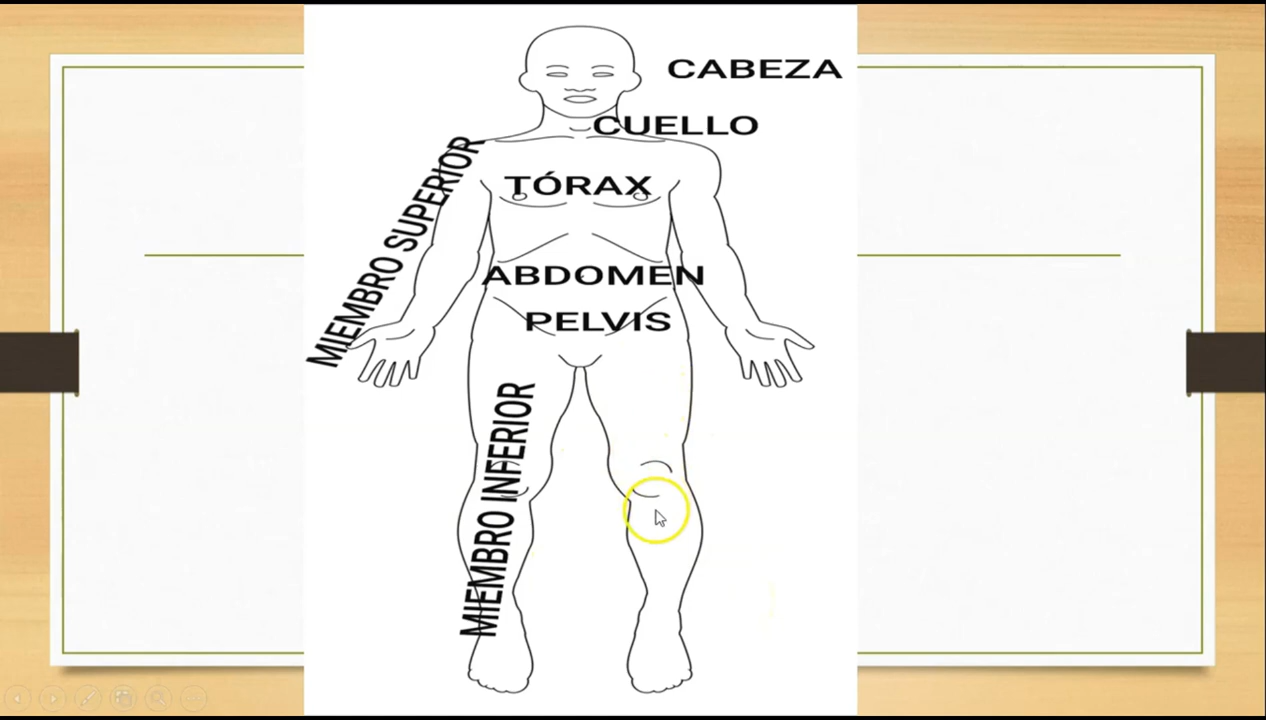 CABEZA
CUELLO
MIEMBRO SUPERIOR
TÓRAX
ABDOMEN
PELVIS
MIEMBRO INFERIOR